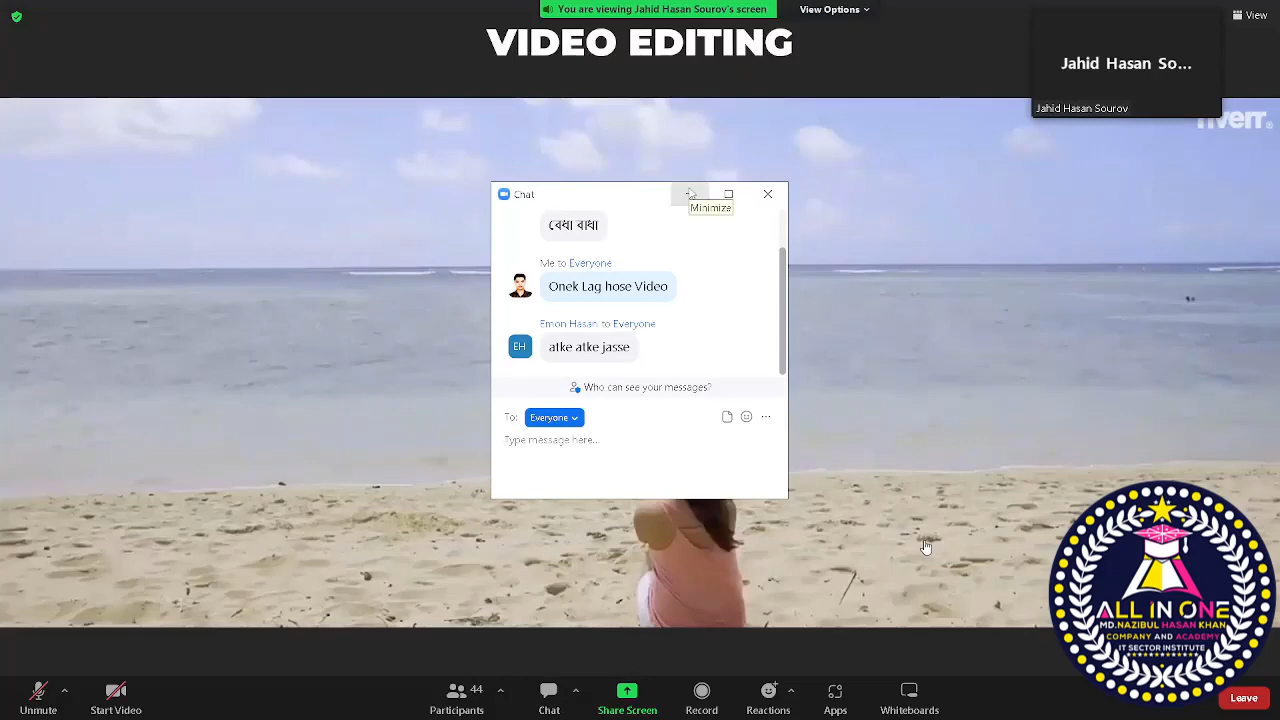 You are viewing Jahid Hasan Sourov's screen
View Options
View
VIDEO EDITING
Jahid Hasan So...
Jahid Hasan Sourov
fiverr®
Chat
Minimize
বেধা বাধা
Me to Everyone
Onek Lag hose Video
Emon Hasan to Everyone
EH
atke atke jasse
Who can see your messages?
To: Everyone
Type message here...
ALL IN ONE
MD.NAZIBUL HASAN KHAN
COMPANY AND ACADEMY
IT SECTOR INSTITUTE
Unmute
Start Video
44
Participants
Chat
Share Screen
Record
Reactions
Apps
Whiteboards
Leave